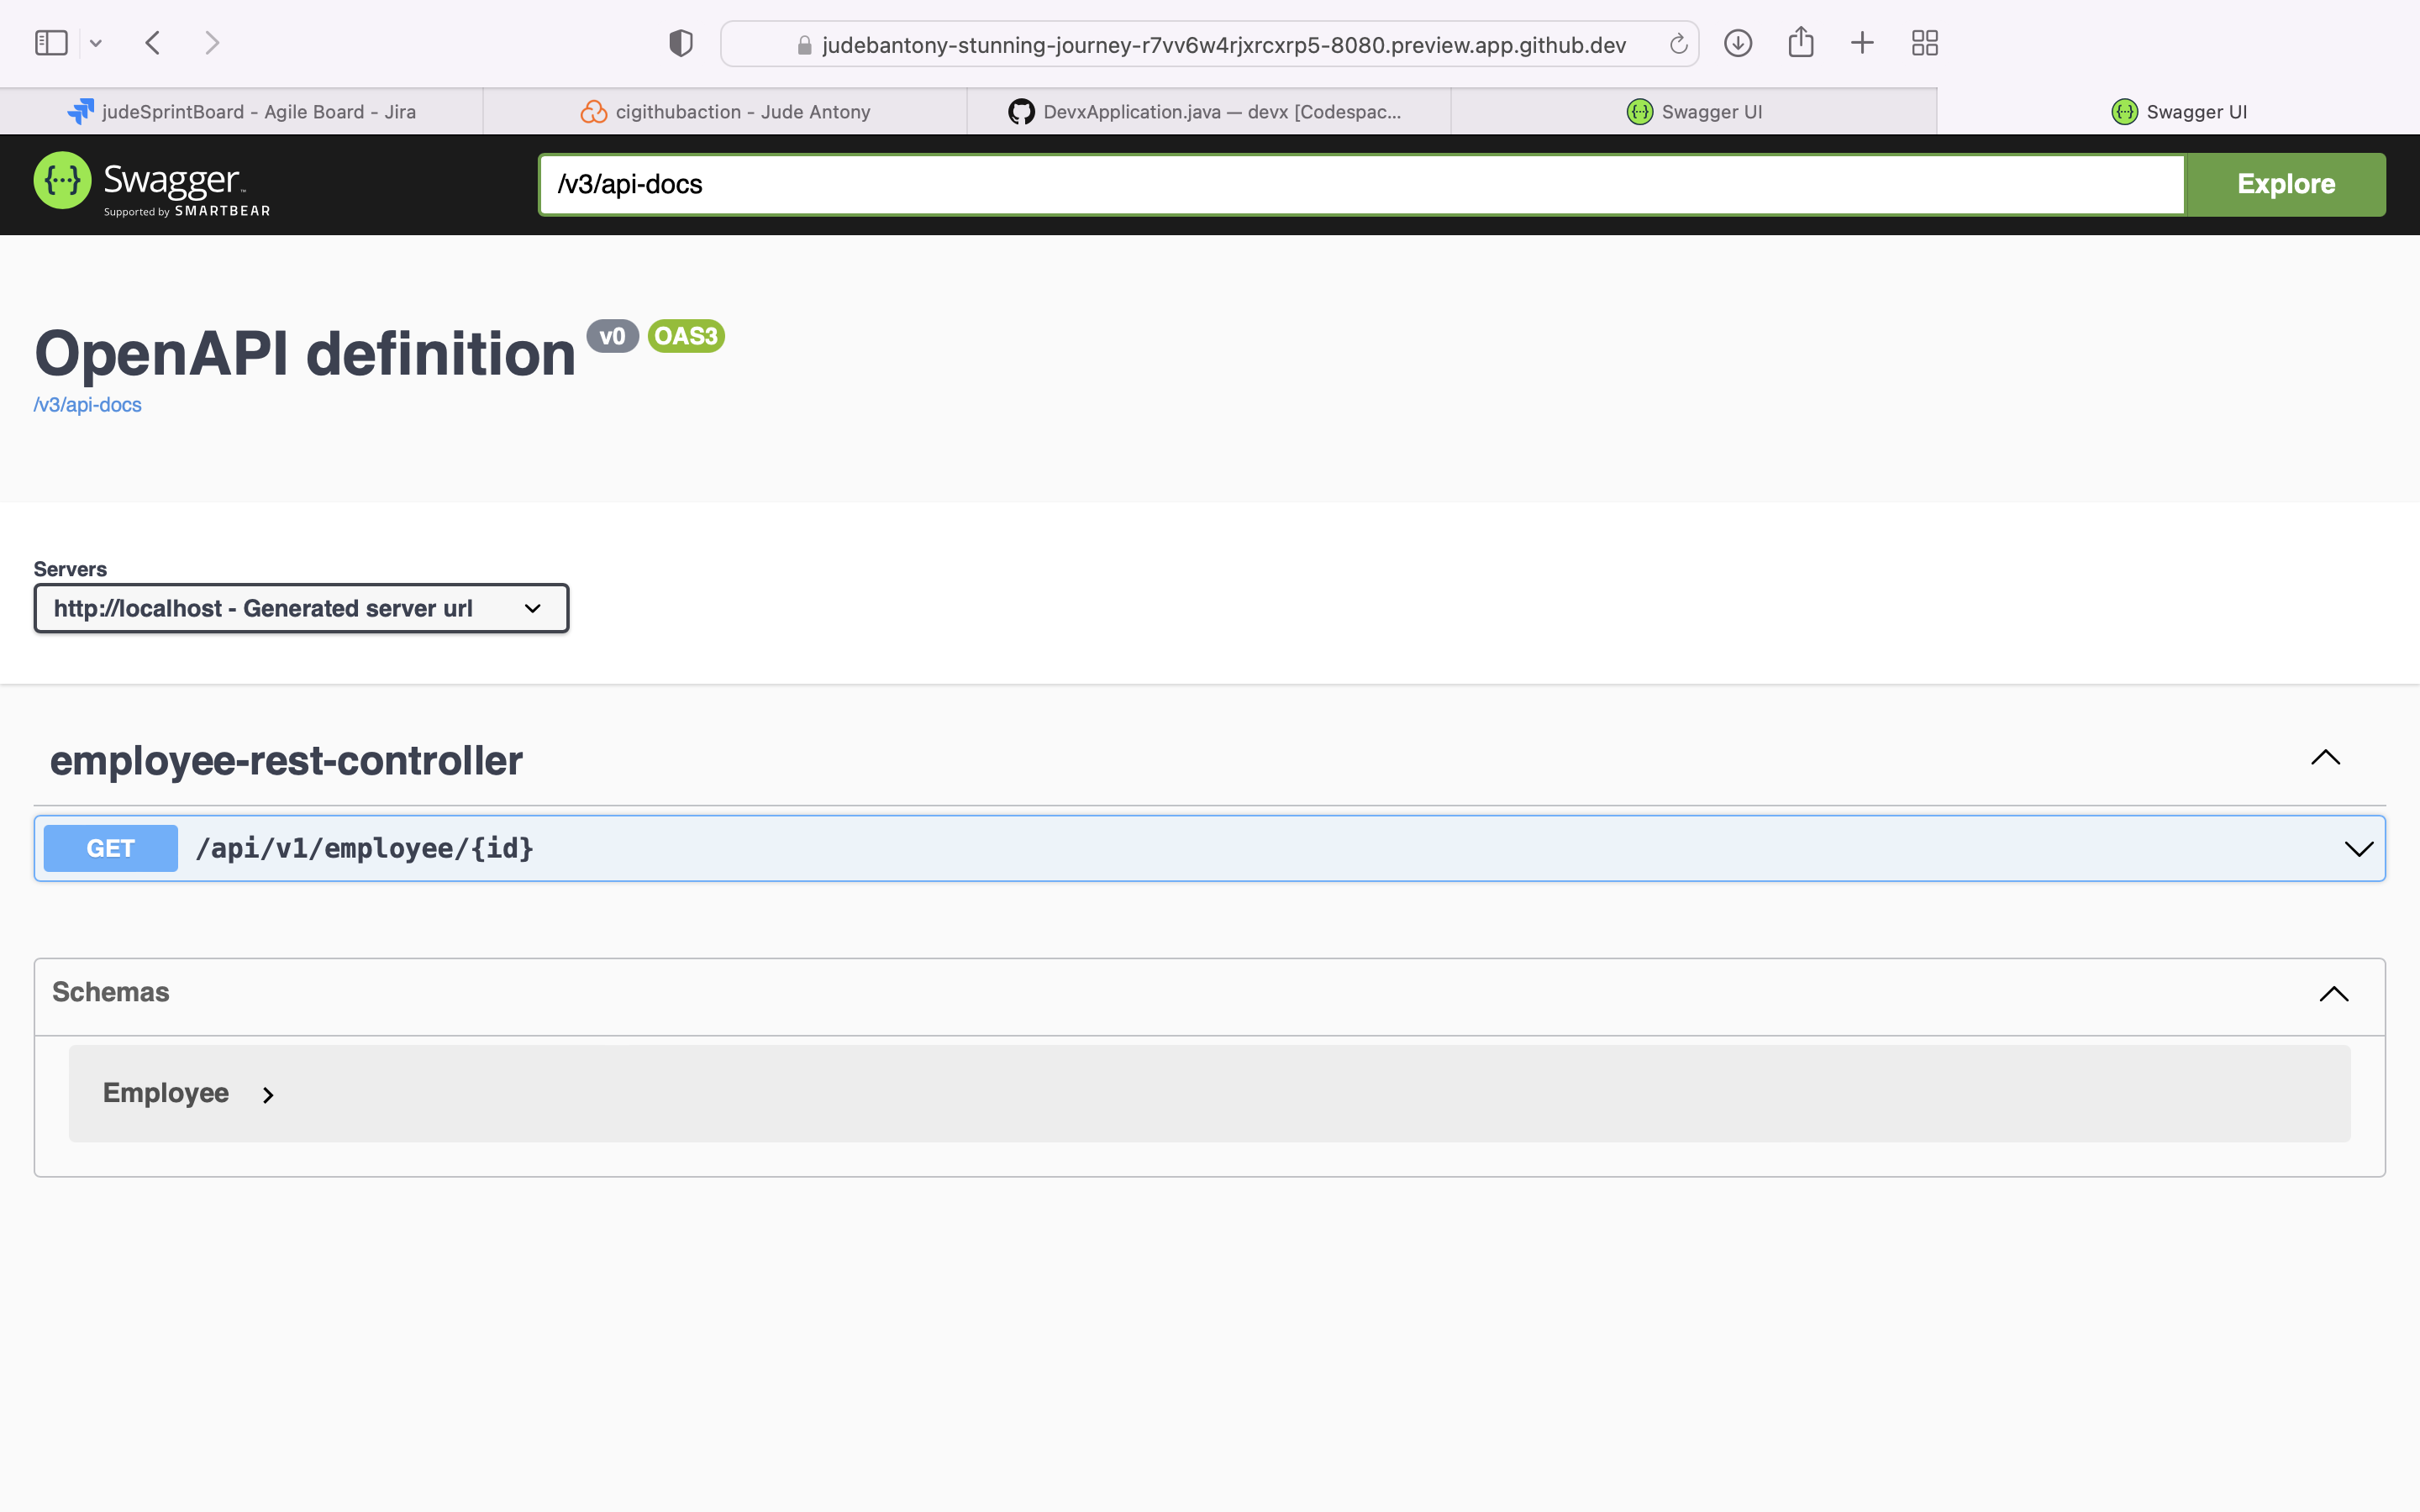 judebantony-stunning-journey-r7vv6w4rjxrcxrp5-8080.preview.app.github.dev
judeSprintBoard - Agile Board - Jira
cigithubaction - Jude Antony
DevxApplication.java — devx [Codespac...
Swagger UI
Swagger UI
{···} Swagger™
Supported by SMARTBEAR
/v3/api-docs
Explore
OpenAPI definition v0 OAS3
/v3/api-docs
Servers
http://localhost - Generated server url
employee-rest-controller
GET /api/v1/employee/{id}
Schemas
Employee